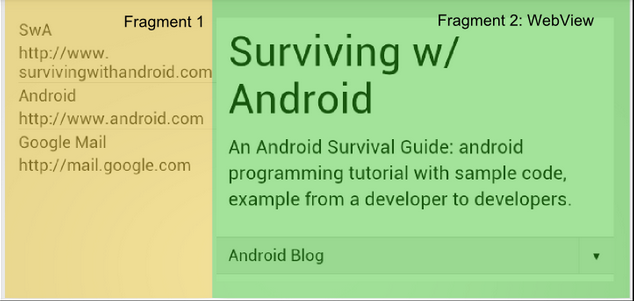 Fragment 1
SwA
http://www.
survivingwithandroid.com
Android
http://www.android.com
Google Mail
http://mail.google.com
Fragment 2: WebView
Surviving w/
Android
An Android Survival Guide: android
programming tutorial with sample code,
example from a developer to developers.
Android Blog ▼